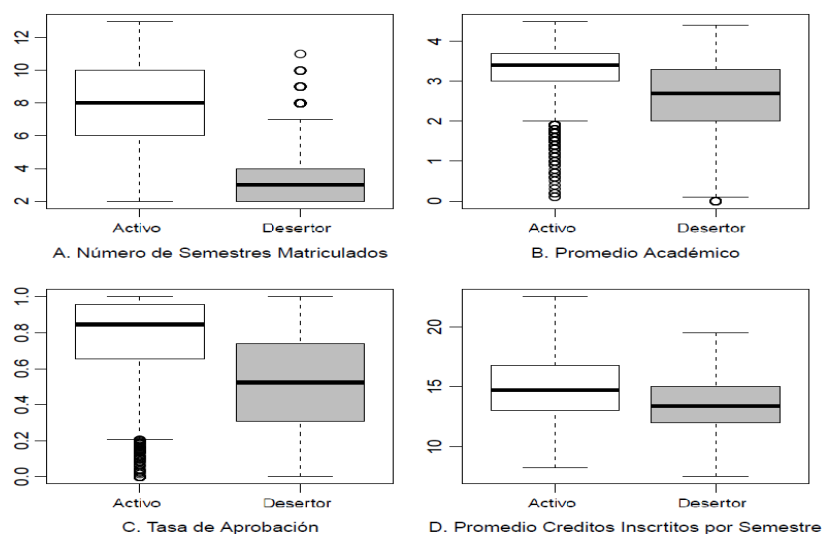 12
10
8
6
4
2
Activo Desertor
A. Número de Semestres Matriculados
4
3
2
1
0
Activo Desertor
B. Promedio Académico
1.0
0.8
0.6
0.4
0.2
0.0
Activo Desertor
C. Tasa de Aprobación
20
15
10
Activo Desertor
D. Promedio Creditos Inscrtitos por Semestre